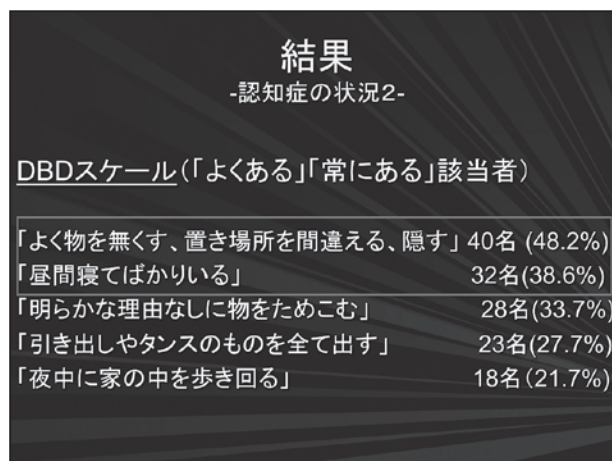 結果
-認知症の状況2-
DBDスケール(「よくある」「常にある」該当者)
「よく物を無くす、置き場所を間違える、隠す」 40名 (48.2%)
「昼間寝てばかりいる」 32名(38.6%)
「明らかな理由なしに物をためこむ」 28名(33.7%)
「引き出しやタンスのものを全て出す」 23名(27.7%)
「夜中に家の中を歩き回る」 18名(21.7%)